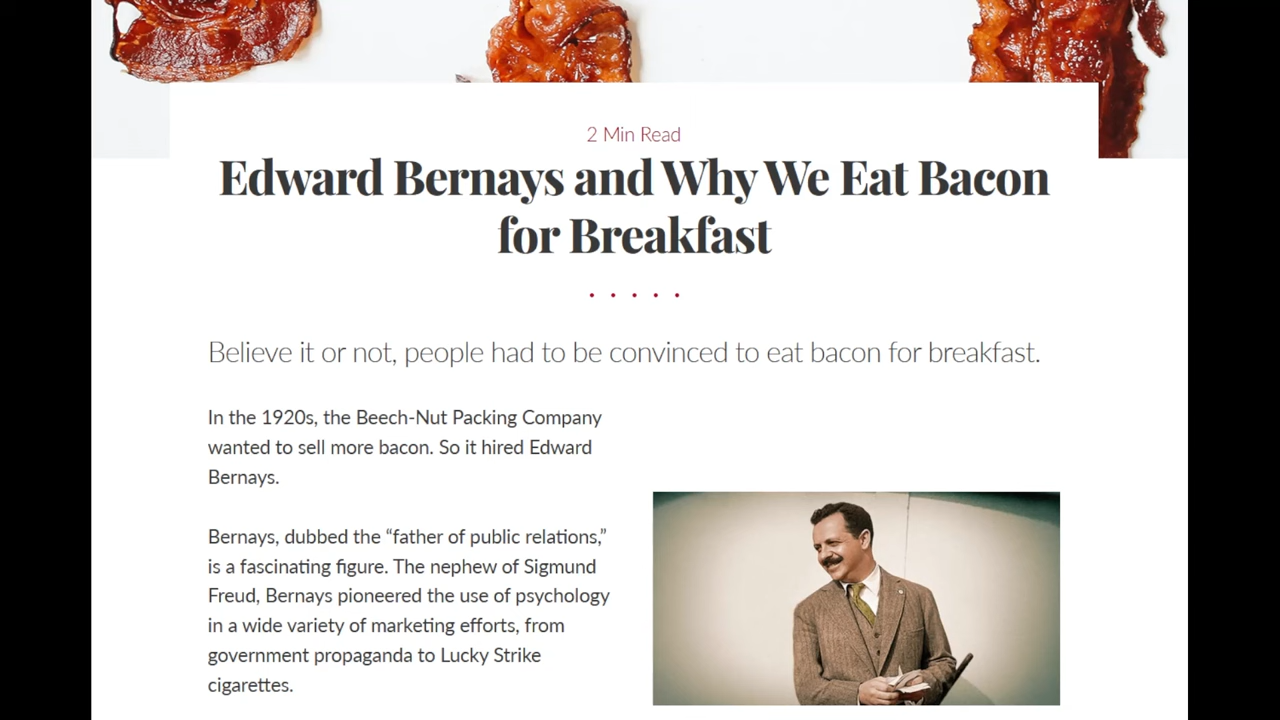 2 Min Read
Edward Bernays and Why We Eat Bacon
for Breakfast
Believe it or not, people had to be convinced to eat bacon for breakfast.
In the 1920s, the Beech-Nut Packing Company
wanted to sell more bacon. So it hired Edward
Bernays.
Bernays, dubbed the “father of public relations,”
is a fascinating figure. The nephew of Sigmund
Freud, Bernays pioneered the use of psychology
in a wide variety of marketing efforts, from
government propaganda to Lucky Strike
cigarettes.